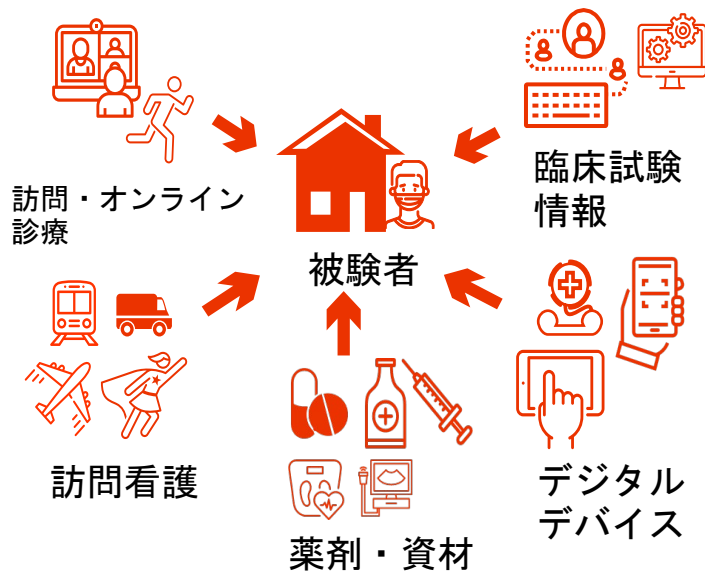 訪問・オンライン
診療
臨床試験
情報
被験者
訪問看護
薬剤・資材
デジタル
デバイス